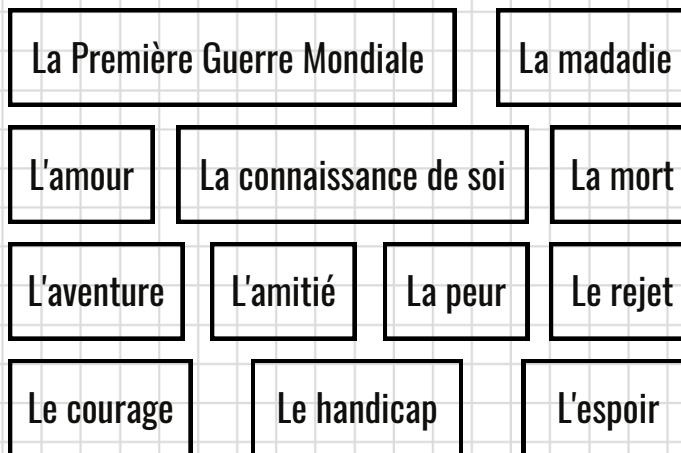 La Première Guerre Mondiale La madadie
L'amour La connaissance de soi La mort
L'aventure L'amitié La peur Le rejet
Le courage Le handicap L'espoir